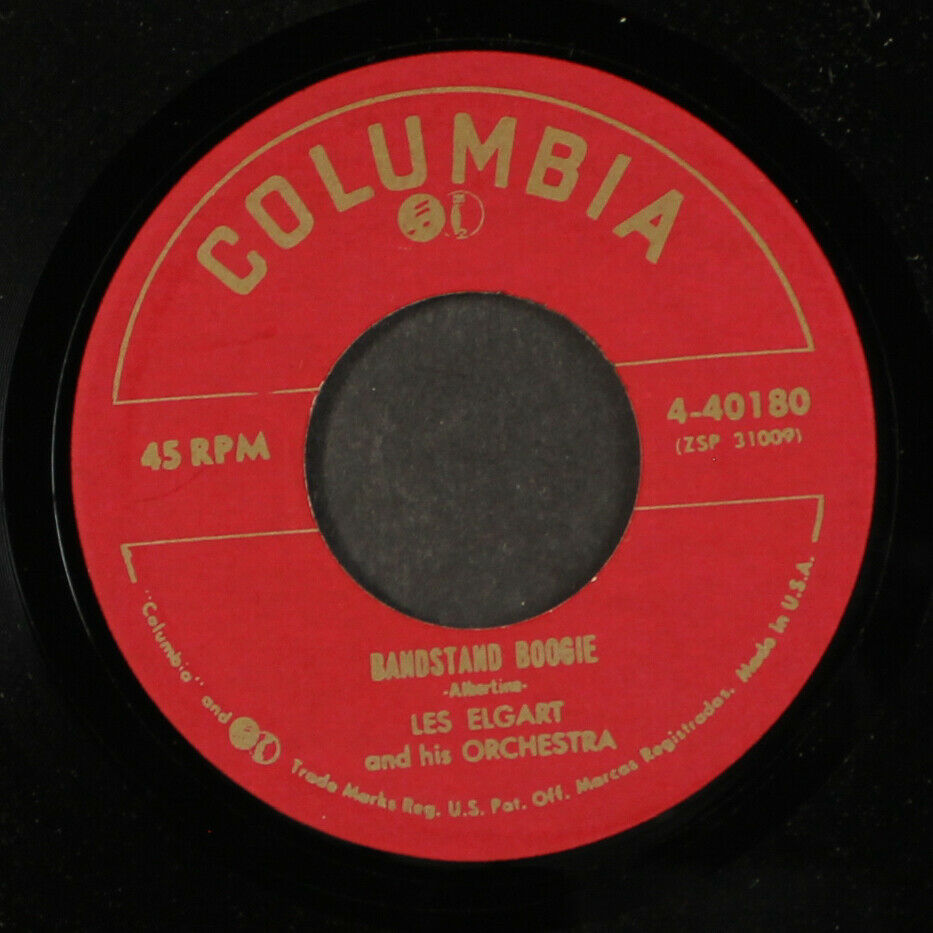 COLUMBIA
45 RPM
4-40180
(ZSP 31009)
BANDSTAND BOOGIE
-Albertine-
LES ELGART
and his ORCHESTRA
"Columbia" and Trade Marks Reg. U.S. Pat. Off. Marcas Registradas. Made in U.S.A.